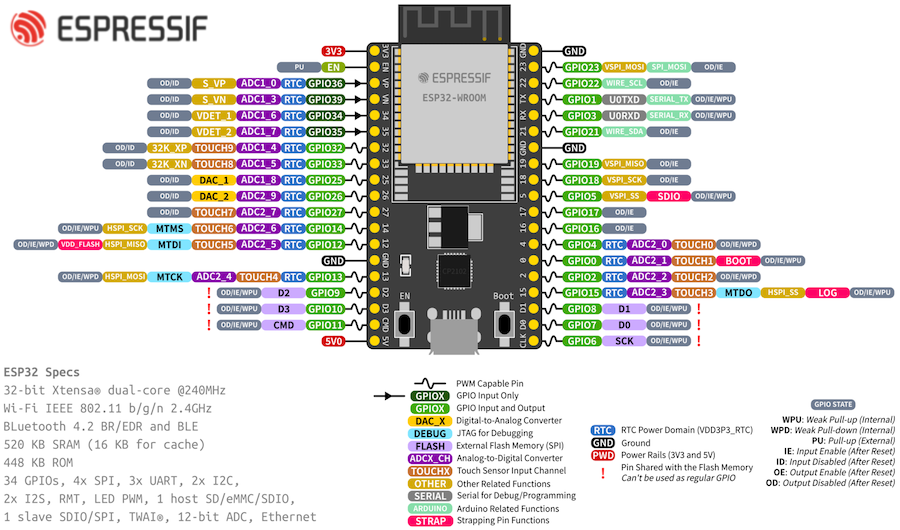 ESPRESSIF
3V3
PU EN
OD/ID S_VP ADC1_0 RTC GPIO36
OD/ID S_VN ADC1_3 RTC GPIO39
OD/ID VDET_1 ADC1_6 RTC GPIO34
OD/ID VDET_2 ADC1_7 RTC GPIO35
OD/ID 32K_XP TOUCH9 ADC1_4 RTC GPIO32
OD/ID 32K_XN TOUCH8 ADC1_5 RTC GPIO33
OD/ID DAC_1 ADC1_8 RTC GPIO25
OD/ID DAC_2 ADC2_9 RTC GPIO26
OD/ID TOUCH7 ADC2_7 RTC GPIO27
OD/IE/WPU HSPI_SCK MTMS TOUCH6 ADC2_6 RTC GPIO14
OD/IE/WPD VDD_FLASH HSPI_MISO MTDI TOUCH5 ADC2_5 RTC GPIO12
GND
OD/IE/WPU HSPI_MOSI MTCK ADC2_4 TOUCH4 RTC GPIO13
! OD/IE/WPU D2 GPIO9
! OD/IE/WPU D3 GPIO10
! OD/IE/WPU CMD GPIO11
5V0
3V3
EN
VP
VN
34
35
32
33
25
26
27
14
12
GND
13
D2
D3
CMD
5V
ESPRESSIF
ESP32-WROOM
EN
Boot
GND
23
22
TX
RX
21
GND
19
18
5
17
16
4
0
2
15
D1
D0
CLK
GND
GPIO23 VSPI_MOSI SPI_MOSI OD/IE
GPIO22 WIRE_SCL OD/IE
GPIO1 U0TXD SERIAL_TX OD/IE/WPU
GPIO3 U0RXD SERIAL_RX OD/IE/WPU
GPIO21 WIRE_SDA OD/IE
GND
GPIO19 VSPI_MISO OD/IE
GPIO18 VSPI_SCK OD/IE
GPIO5 VSPI_SS SDIO OD/IE/WPU
GPIO17 OD/IE
GPIO16 OD/IE
GPIO4 RTC ADC2_0 TOUCH0 OD/IE/WPD
GPIO0 RTC ADC2_1 TOUCH1 BOOT OD/IE/WPU
GPIO2 RTC ADC2_2 TOUCH2 OD/IE/WPD
GPIO15 RTC ADC2_3 TOUCH3 MTDO HSPI_SS LOG OD/IE/WPU
GPIO8 D1 OD/IE/WPU !
GPIO7 D0 OD/IE/WPU !
GPIO6 SCK OD/IE/WPU !
ESP32 Specs
32-bit Xtensa® dual-core @240MHz
Wi-Fi IEEE 802.11 b/g/n 2.4GHz
BLuetooth 4.2 BR/EDR and BLE
520 KB SRAM (16 KB for cache)
448 KB ROM
34 GPIOs, 4x SPI, 3x UART, 2x I2C,
2x I2S, RMT, LED PWM, 1 host SD/eMMC/SDIO,
1 slave SDIO/SPI, TWAI®, 12-bit ADC, Ethernet
PWM Capable Pin
GPIOX GPIO Input Only
GPIOX GPIO Input and Output
DAC_X Digital-to-Analog Converter
DEBUG JTAG for Debugging
FLASH External Flash Memory (SPI)
ADCX_CH Analog-to-Digital Converter
TOUCHX Touch Sensor Input Channel
OTHER Other Related Functions
SERIAL Serial for Debug/Programming
ARDUINO Arduino Related Functions
STRAP Strapping Pin Functions
RTC RTC Power Domain (VDD3P3_RTC)
GND Ground
PWD Power Rails (3V3 and 5V)
! Pin Shared with the Flash Memory
Can't be used as regular GPIO
GPIO STATE
WPU: Weak Pull-up (Internal)
WPD: Weak Pull-down (Internal)
PU: Pull-up (External)
IE: Input Enable (After Reset)
ID: Input Disabled (After Reset)
OE: Output Enable (After Reset)
OD: Output Disabled (After Reset)